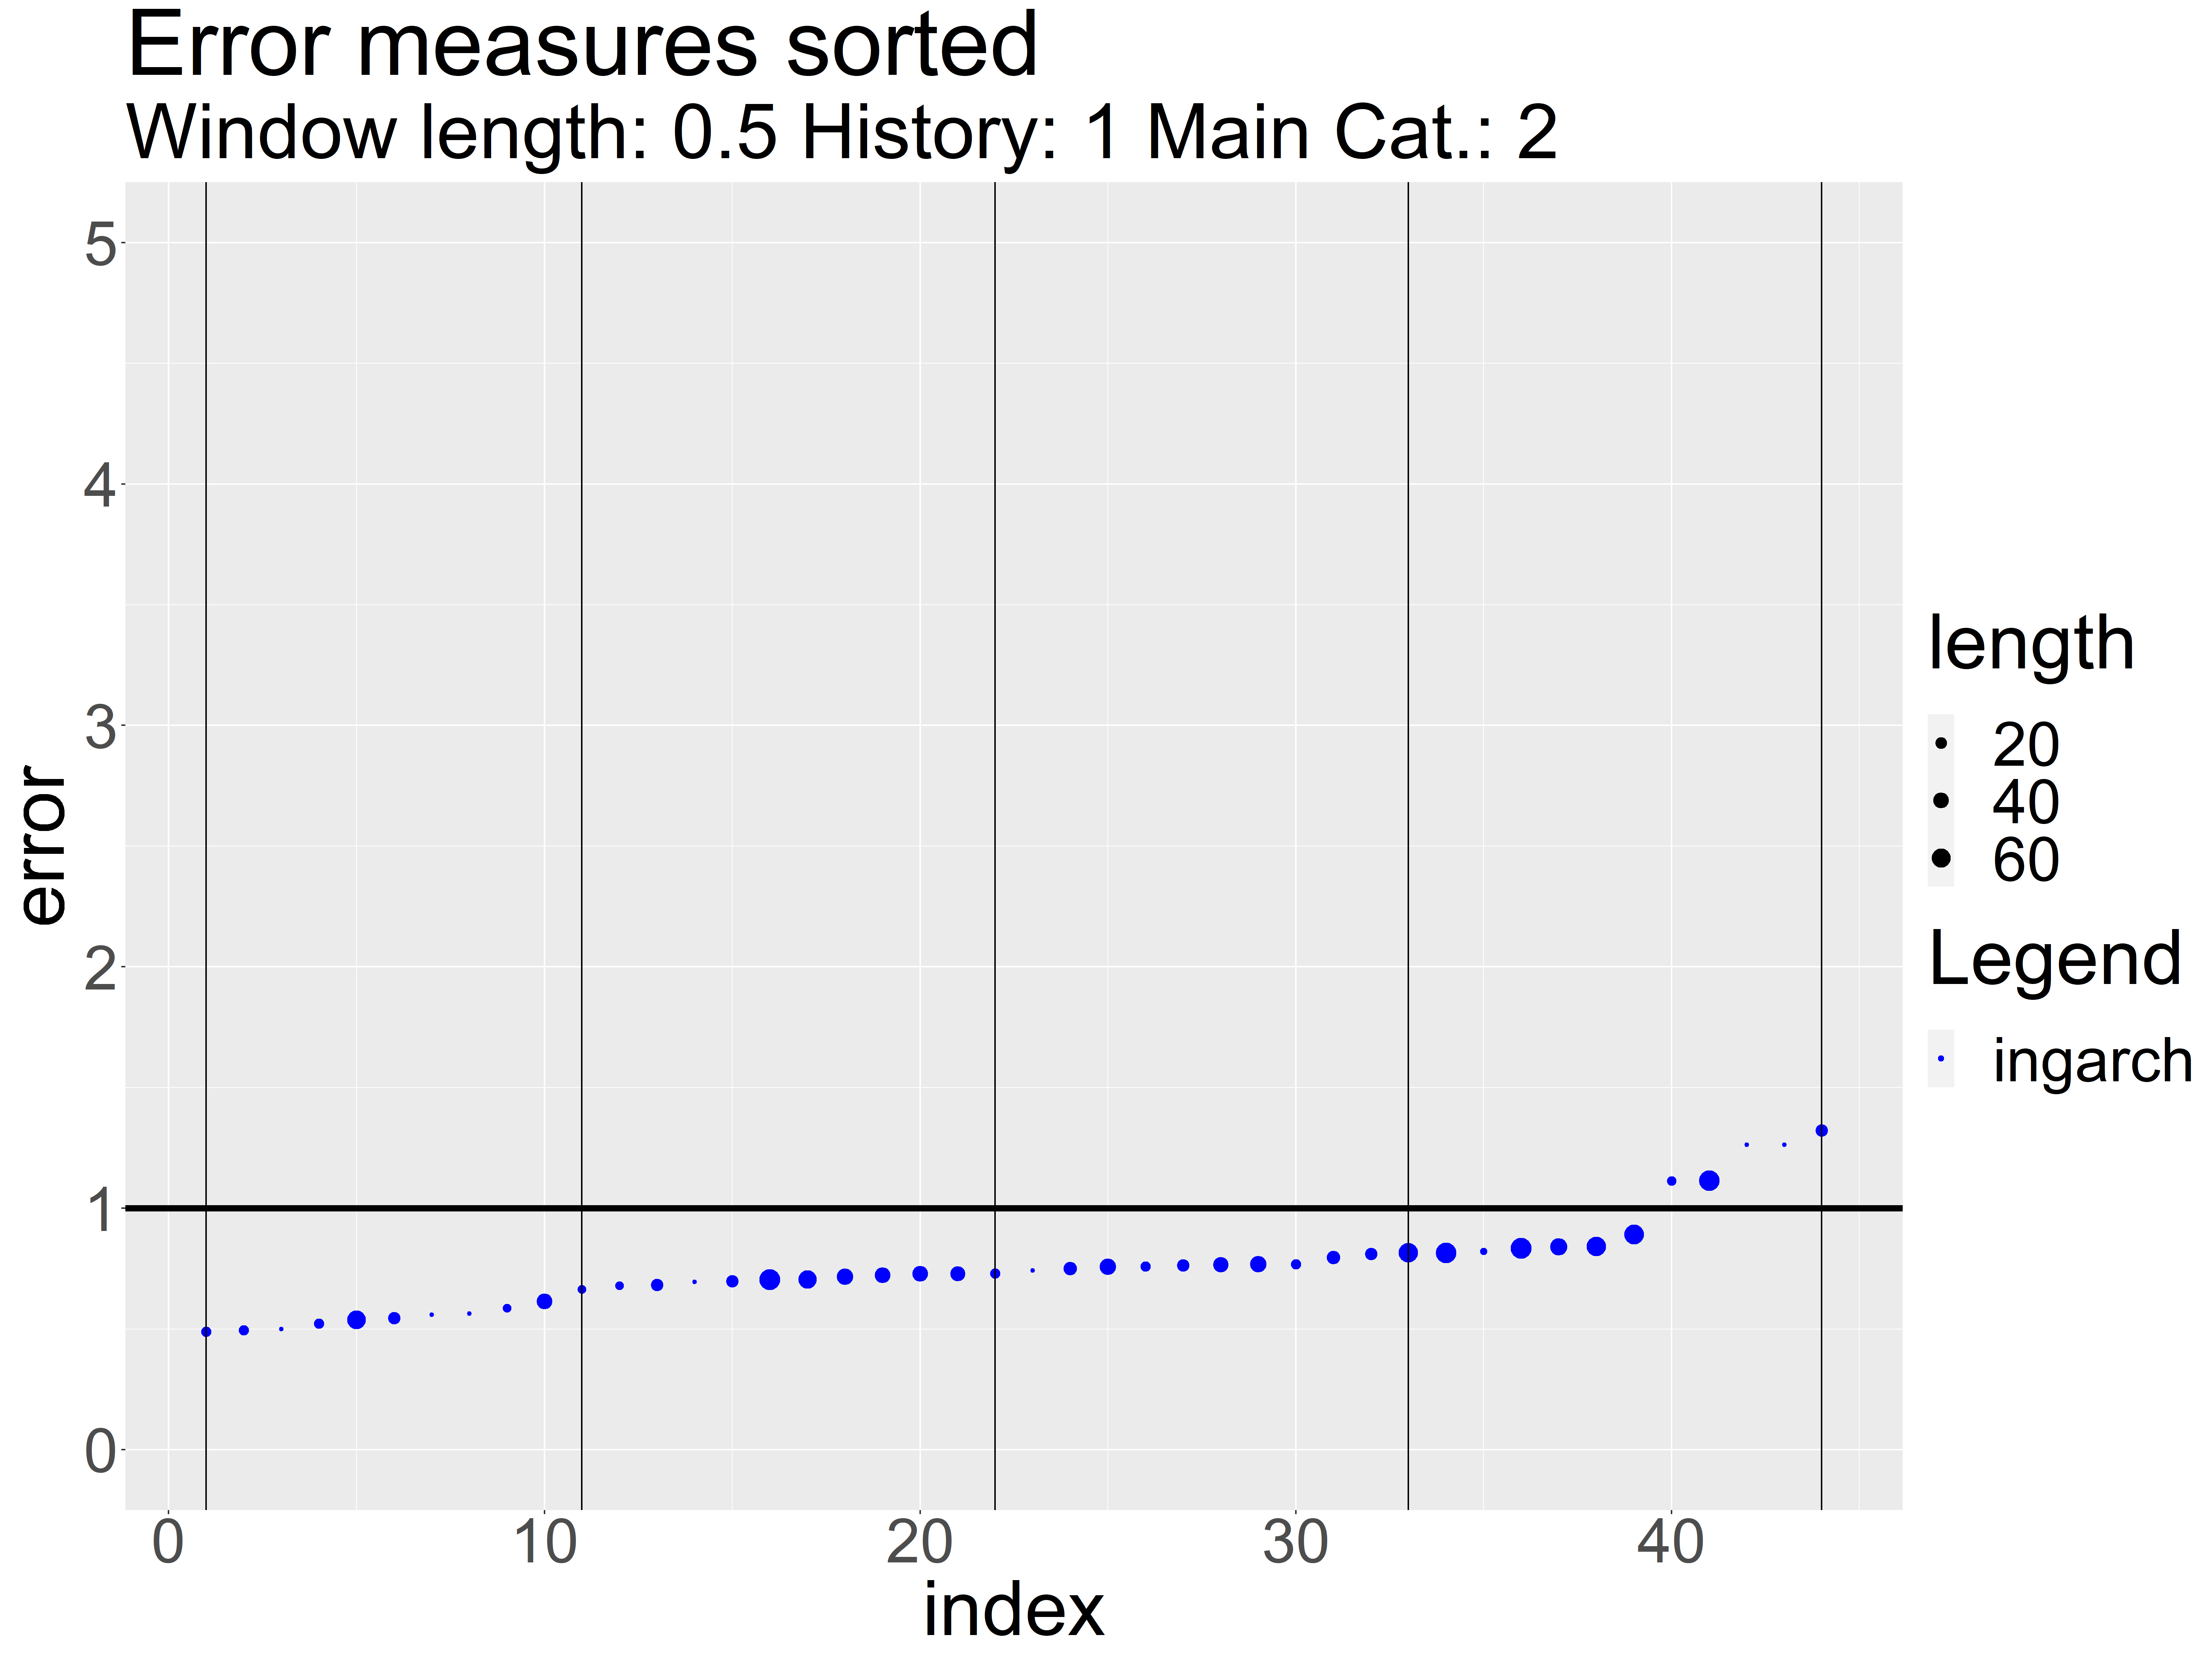 Error measures sorted
Window length: 0.5 History: 1 Main Cat.: 2
5
4
3
2
1
0
error
0 10 20 30 40
index
length
20
40
60
Legend
ingarch